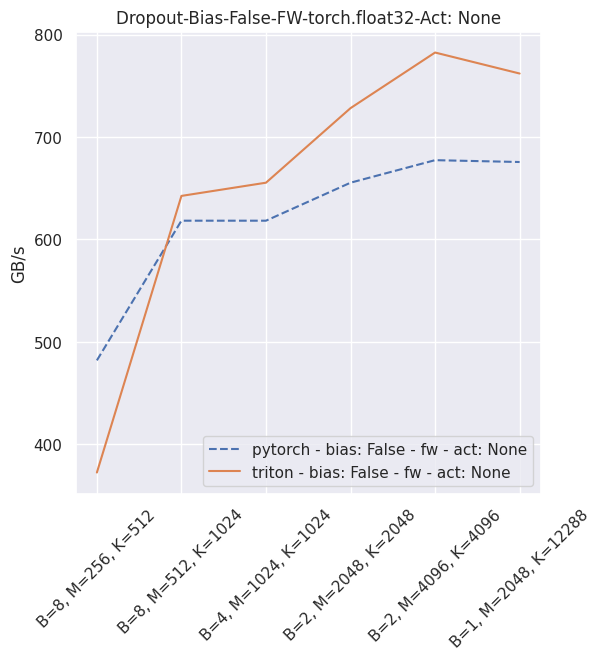 Dropout-Bias-False-FW-torch.float32-Act: None
800
700
600
500
400
GB/s
pytorch - bias: False - fw - act: None
triton - bias: False - fw - act: None
B=8, M=256, K=512
B=8, M=512, K=1024
B=4, M=1024, K=1024
B=2, M=2048, K=2048
B=2, M=4096, K=4096
B=1, M=2048, K=12288